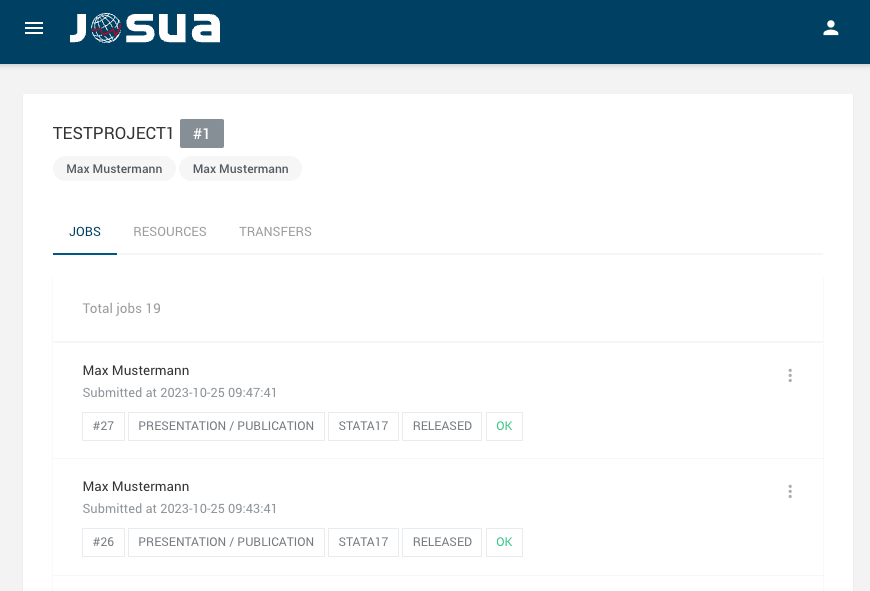 JOSUA
TESTPROJECT1 #1
Max Mustermann Max Mustermann
JOBS RESOURCES TRANSFERS
Total jobs 19
Max Mustermann
Submitted at 2023-10-25 09:47:41
#27 PRESENTATION / PUBLICATION STATA17 RELEASED OK
Max Mustermann
Submitted at 2023-10-25 09:43:41
#26 PRESENTATION / PUBLICATION STATA17 RELEASED OK